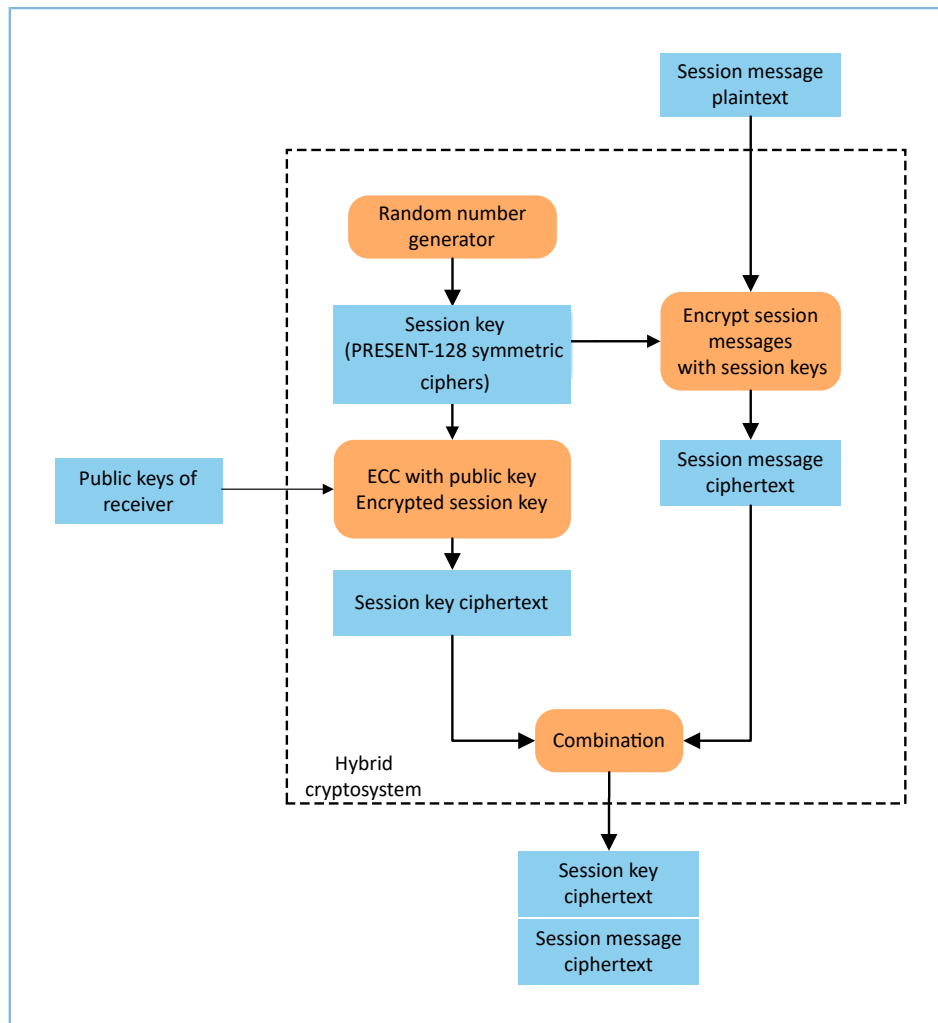 Session message
plaintext
Random number
generator
Session key
(PRESENT-128 symmetric
ciphers)
Encrypt session
messages
with session keys
Public keys of
receiver
ECC with public key
Encrypted session key
Session message
ciphertext
Session key ciphertext
Combination
Hybrid
cryptosystem
Session key
ciphertext
Session message
ciphertext